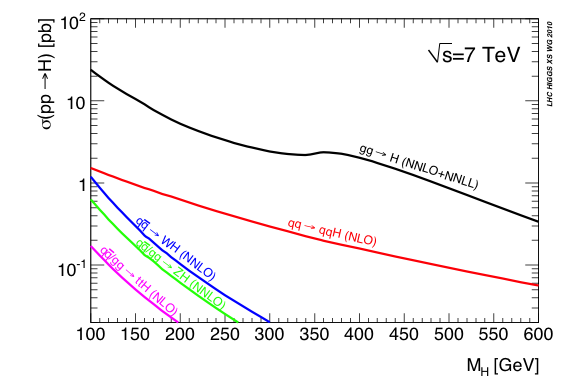 σ(pp → H) [pb]
10²
10
1
10⁻¹
√s=7 TeV
LHC HIGGS XS WG 2010
gg → H (NNLO+NNLL)
qq → qqH (NLO)
qq̅ → WH (NNLO)
qq̅/gg → ZH (NNLO)
qq̅/gg → ttH (NLO)
100 150 200 250 300 350 400 450 500 550 600
M_H [GeV]